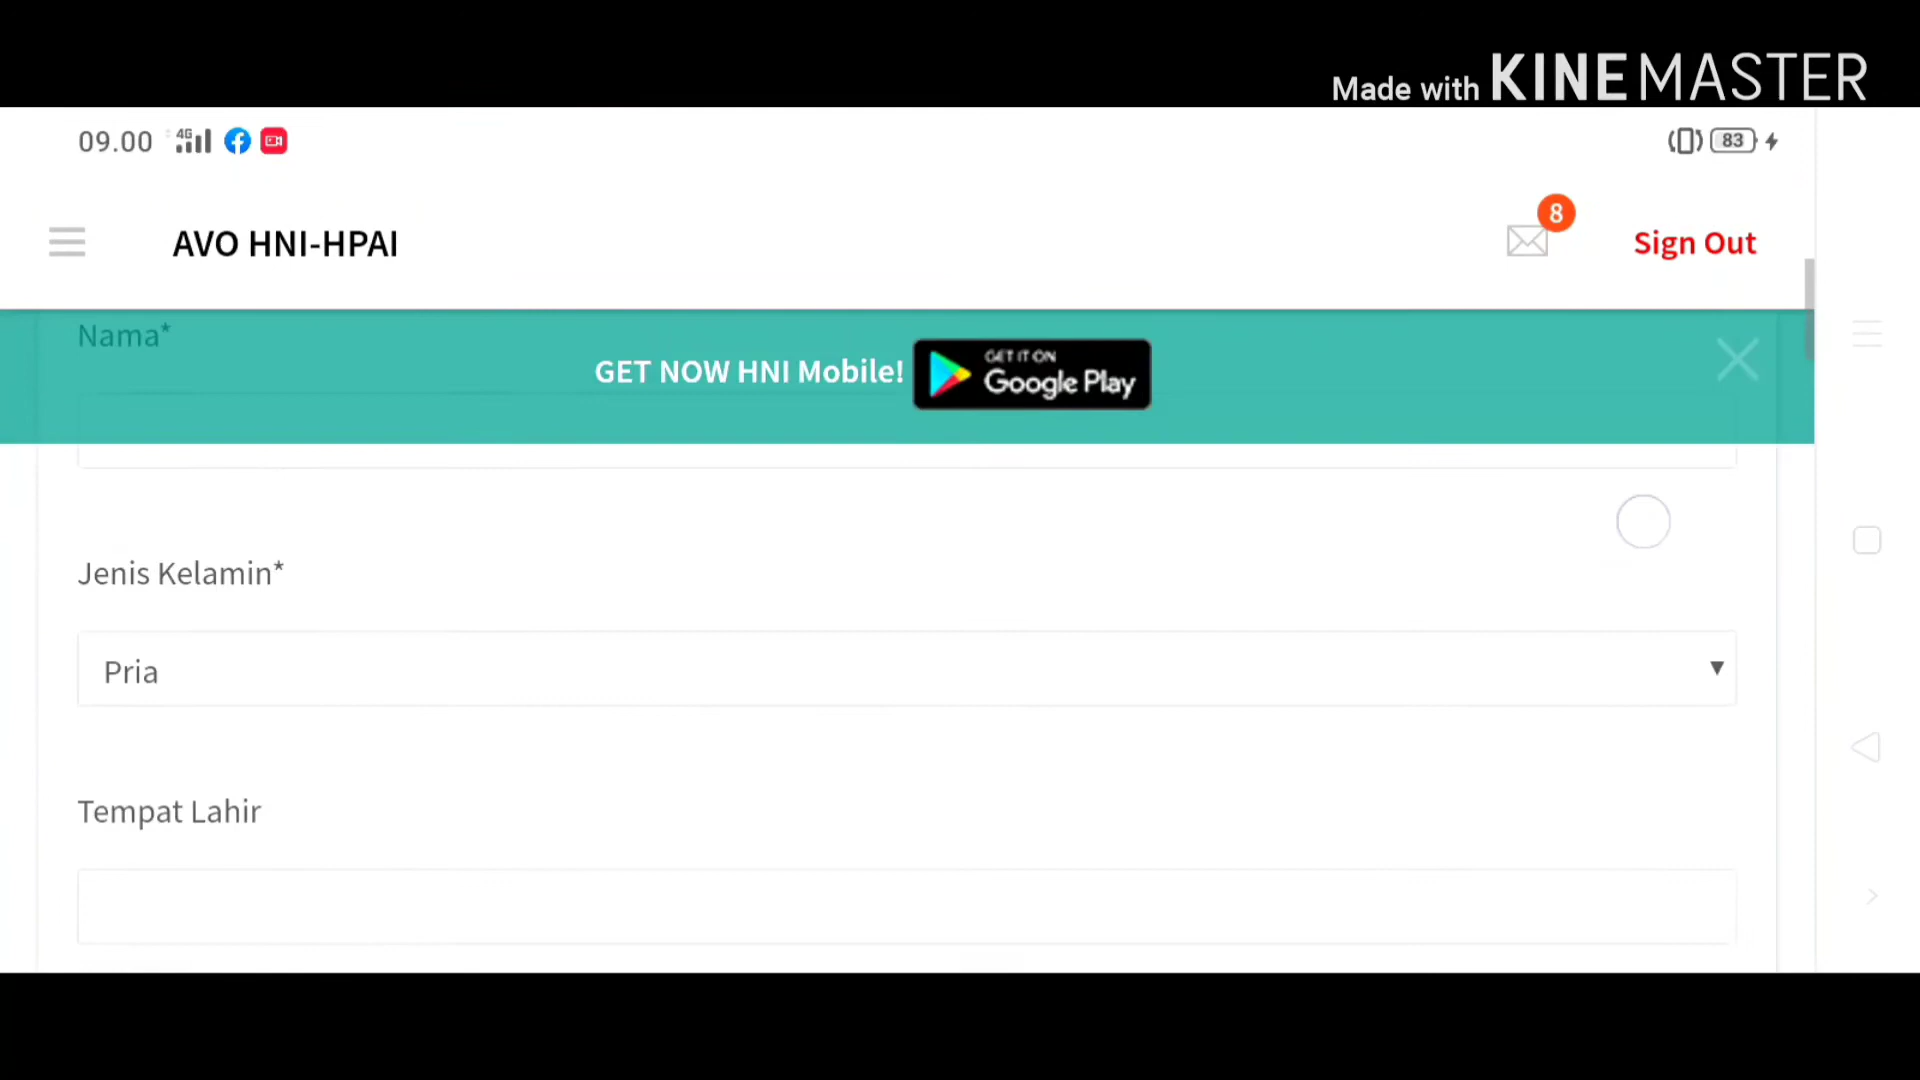 Made with KINEMASTER
09.00 4G 83
AVO HNI-HPAI 8 Sign Out
Nama*
GET NOW HNI Mobile! GET IT ON Google Play
Jenis Kelamin*
Pria
Tempat Lahir